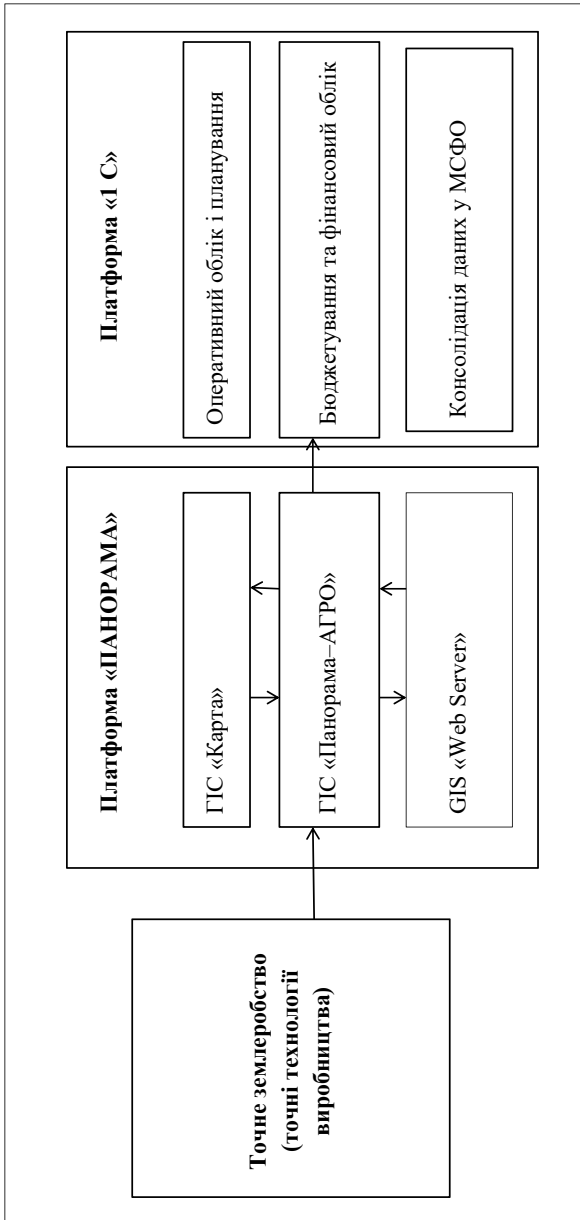 Точне землеробство
(точні технології
виробництва)
Платформа «ПАНОРАМА»
ГІС «Карта»
ГІС «Панорама–АГРО»
GIS «Web Server»
Платформа «1 С»
Оперативний облік і планування
Бюджетування та фінансовий облік
Консолідація даних у МСФО